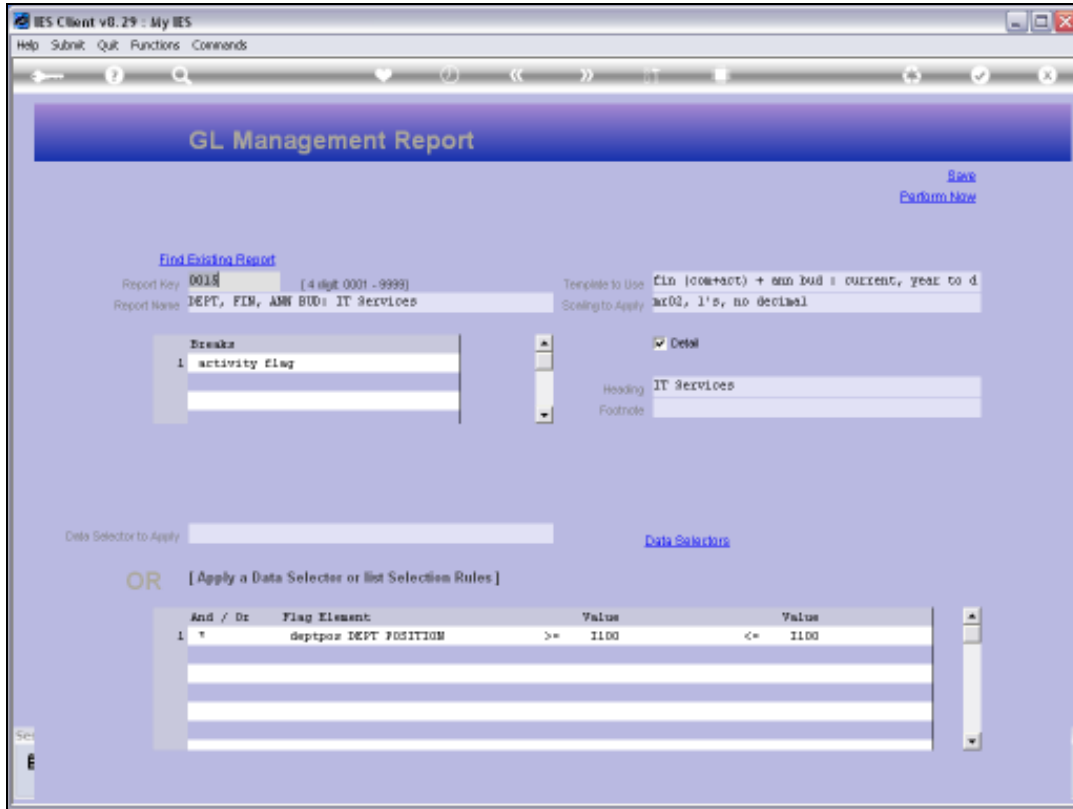 IES Client v8.29 : My IES
Help Submit Quit Functions Commands
GL Management Report
Save
Perform Now
Find Existing Report
Report Key 0015 [ 4 digit 0001 - 9999]
Report Name DEPT, FIN, ANN BUD: IT Services
Template to Use fin (com+act) + ann bud : current, year to d
Scaling to Apply mr02, 1's, no decimal
Breaks
1 activity flag
Detail
Heading IT Services
Footnote
Data Selector to Apply
Data Selectors
OR [ Apply a Data Selector or list Selection Rules ]
And / Or Flag Element Value Value
1 deptpos DEPT POSITION >= I100 <= I100